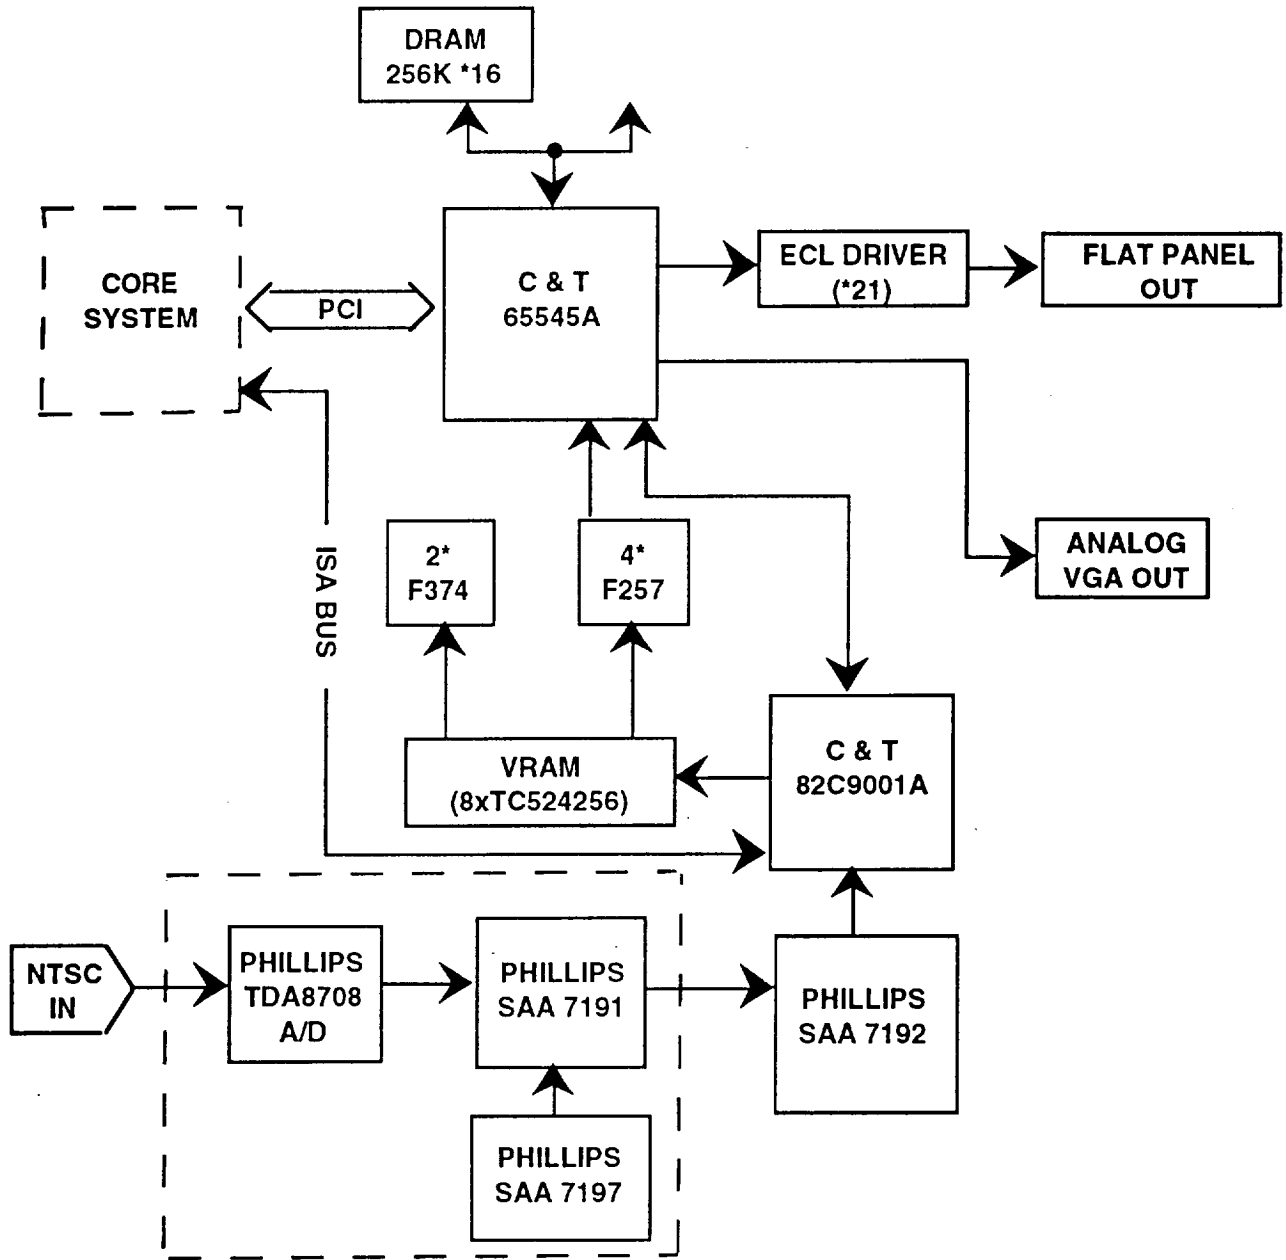 DRAM
256K *16
CORE
SYSTEM
PCI
C & T
65545A
ECL DRIVER
(*21)
FLAT PANEL
OUT
ISA BUS
2*
F374
4*
F257
ANALOG
VGA OUT
VRAM
(8xTC524256)
C & T
82C9001A
NTSC
IN
PHILLIPS
TDA8708
A/D
PHILLIPS
SAA 7191
PHILLIPS
SAA 7192
PHILLIPS
SAA 7197